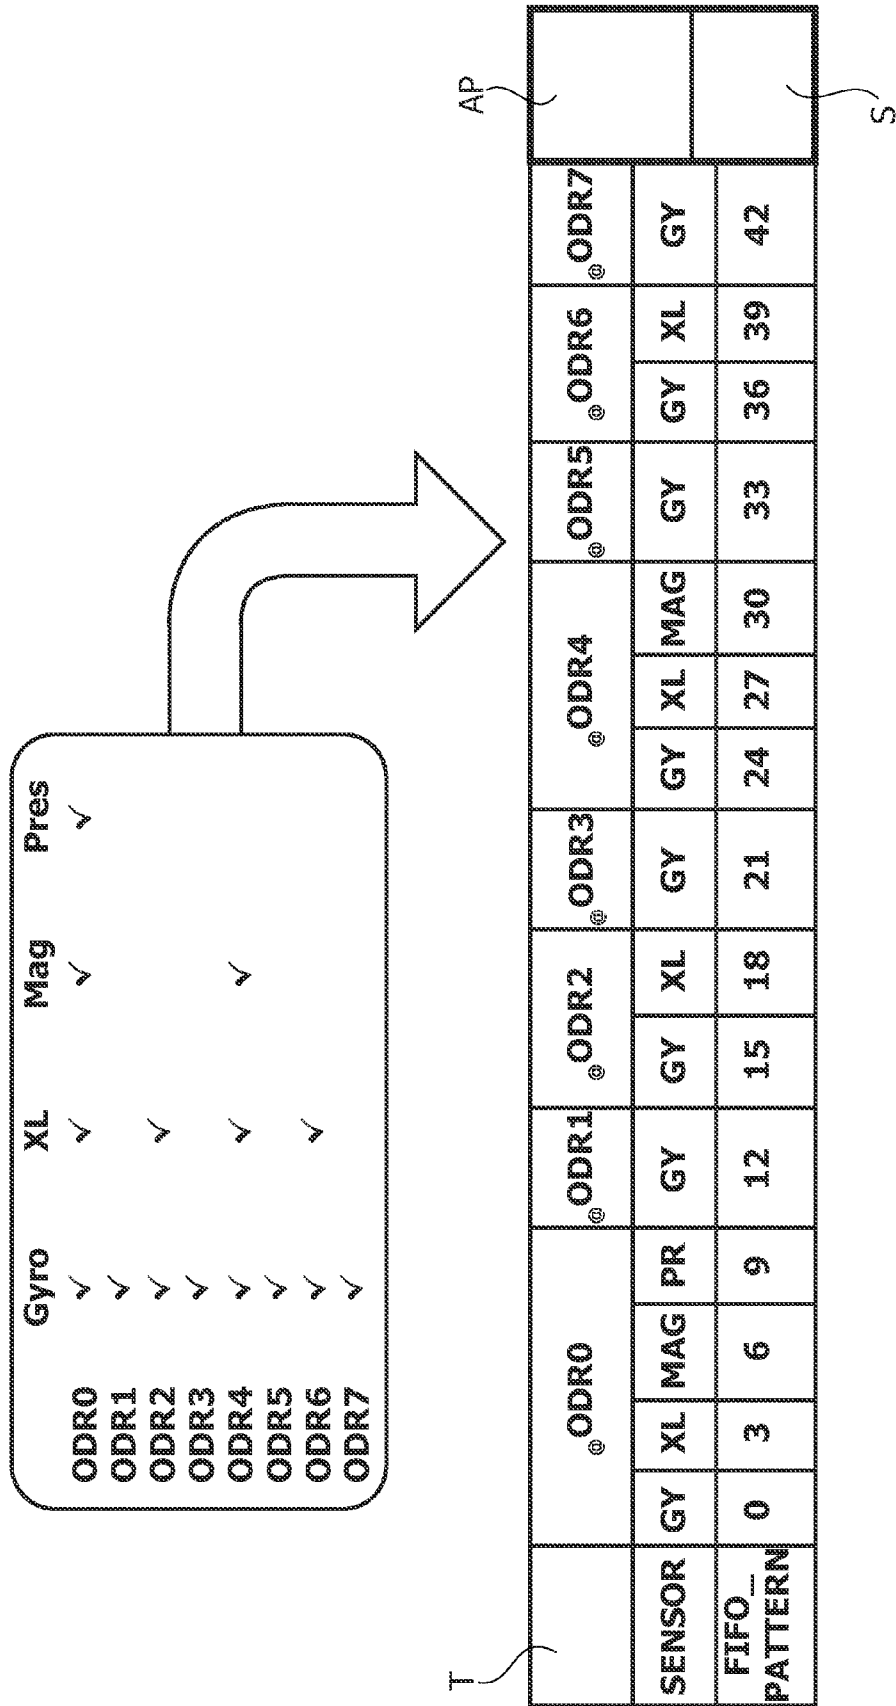 Gyro XL Mag Pres
ODR0 ✓ ✓ ✓ ✓
ODR1 ✓
ODR2 ✓ ✓
ODR3 ✓
ODR4 ✓ ✓ ✓
ODR5 ✓
ODR6 ✓ ✓
ODR7 ✓
T
AP
@ODR0 @ODR1 @ODR2 @ODR3 @ODR4 @ODR5 @ODR6 @ODR7
SENSOR GY XL MAG PR GY GY XL GY GY XL MAG GY GY XL GY
FIFO_PATTERN 0 3 6 9 12 15 18 21 24 27 30 33 36 39 42
S